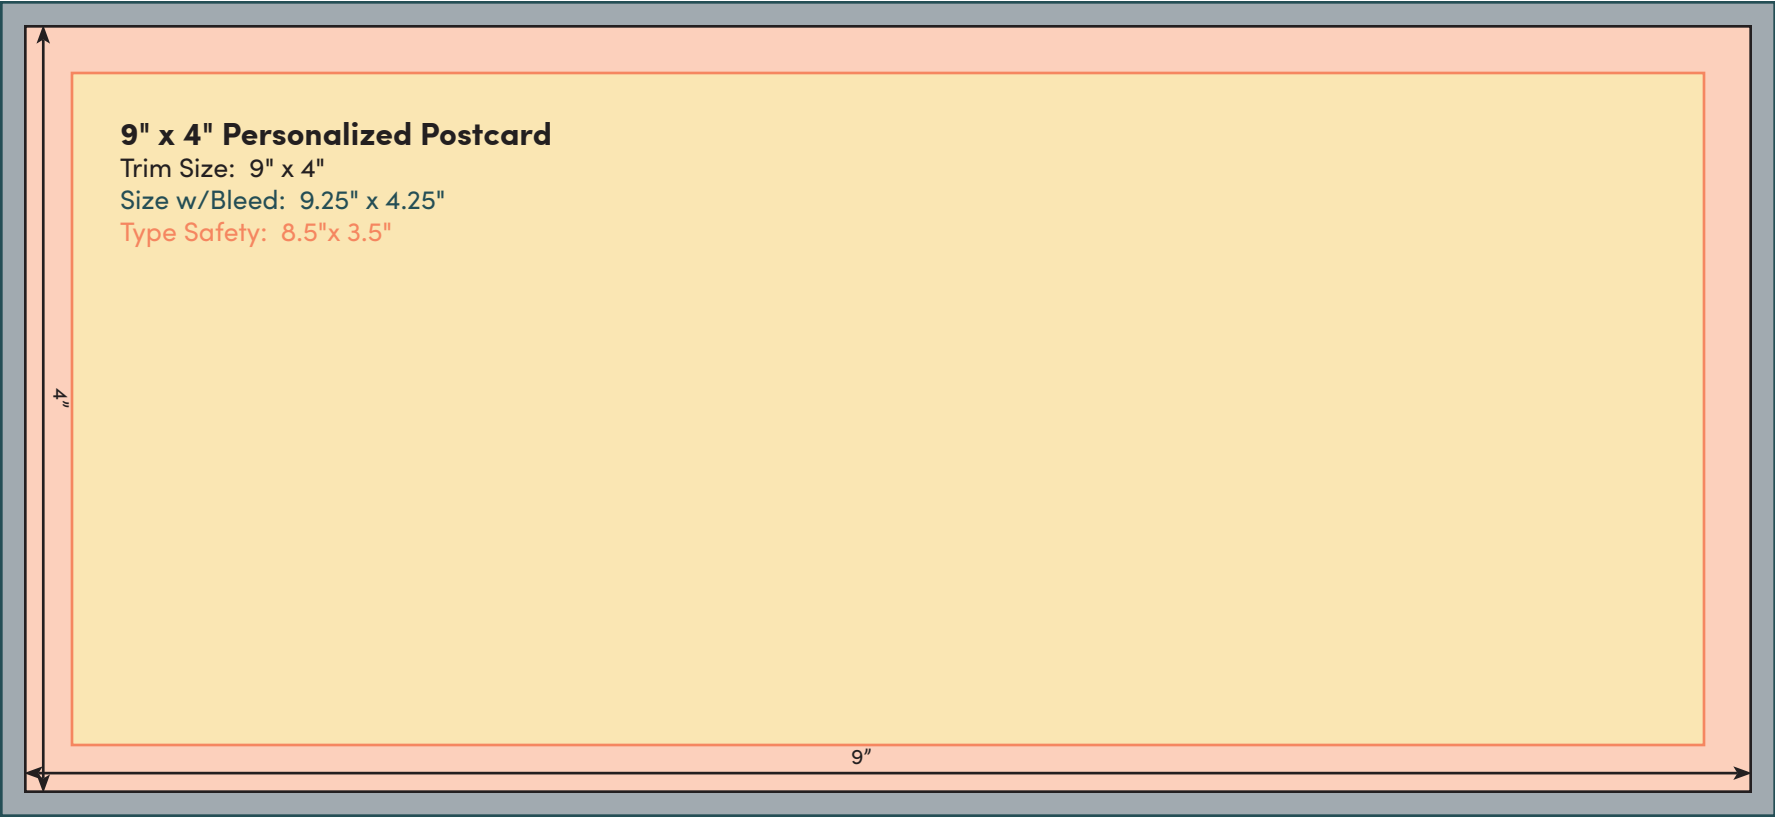 9" x 4" Personalized Postcard
Trim Size:  9" x 4"
Size w/Bleed:  9.25" x 4.25"
Type Safety:  8.5"x 3.5"
4”
9”